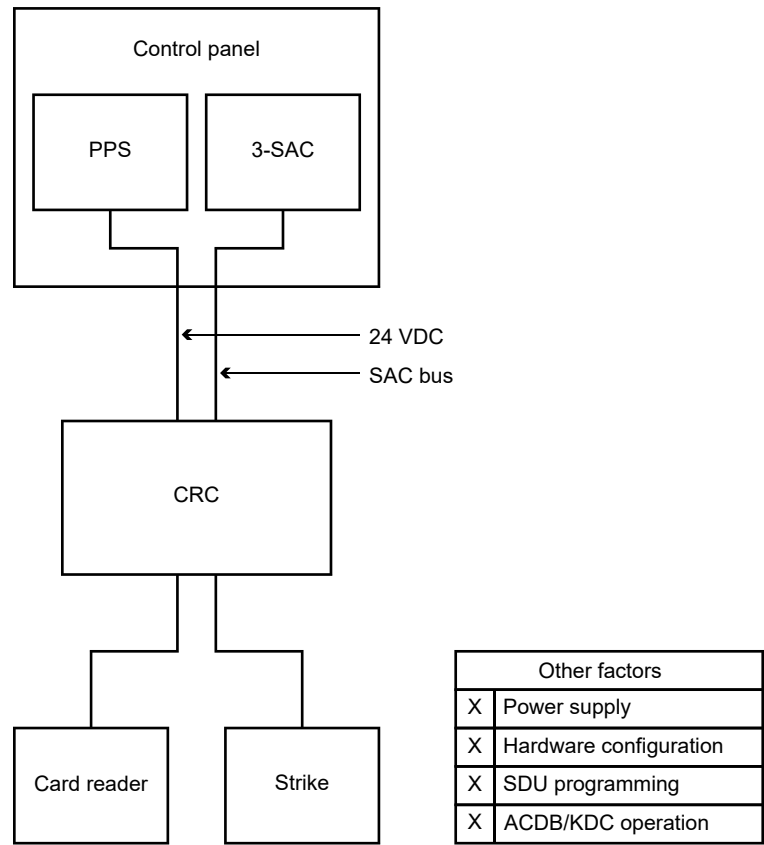 Control panel
PPS
3-SAC
24 VDC
SAC bus
CRC
Card reader
Strike
Other factors
X Power supply
X Hardware configuration
X SDU programming
X ACDB/KDC operation